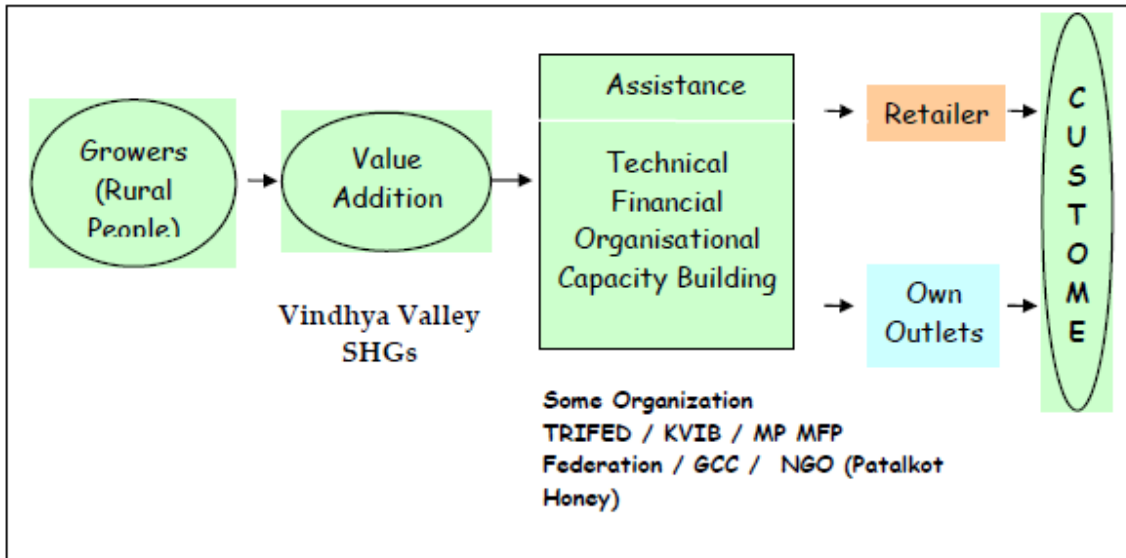 Growers
(Rural
People)
Value
Addition
Vindhya Valley
SHGs
Assistance
Technical
Financial
Organisational
Capacity Building
Some Organization
TRIFED / KVIB / MP MFP
Federation / GCC / NGO (Patalkot
Honey)
Retailer
Own
Outlets
C
U
S
T
O
M
E